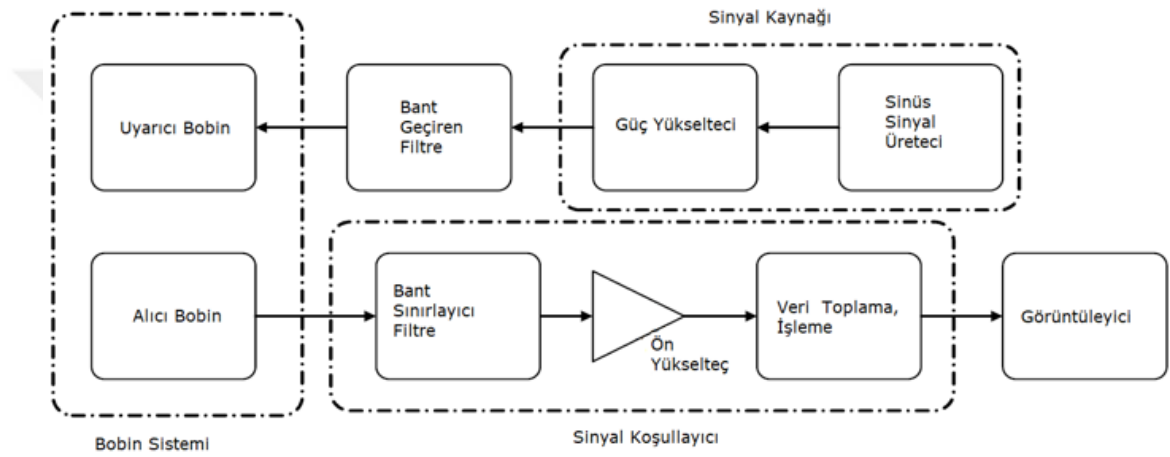 Sinyal Kaynağı
Uyarıcı Bobin
Bant
Geçiren
Filtre
Güç Yükselteci
Sinüs
Sinyal
Üreteci
Alıcı Bobin
Bant
Sınırlayıcı
Filtre
Ön
Yükselteç
Veri Toplama,
İşleme
Görüntüleyici
Bobin Sistemi
Sinyal Koşullayıcı